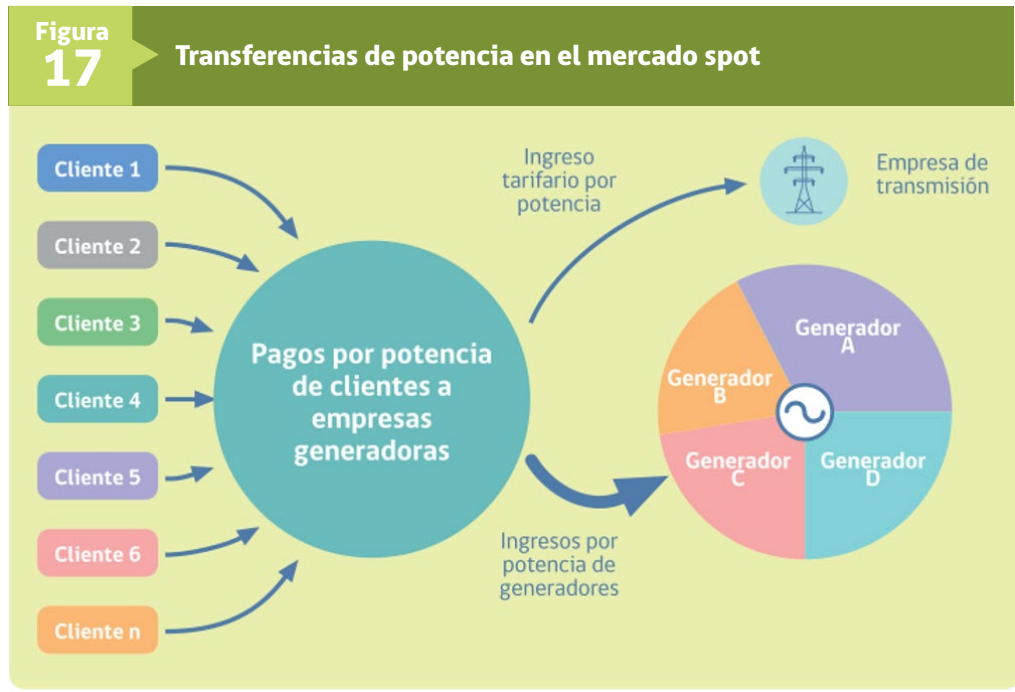 Figura
17
Transferencias de potencia en el mercado spot
Cliente 1
Cliente 2
Cliente 3
Cliente 4
Cliente 5
Cliente 6
Cliente n
Pagos por potencia
de clientes a
empresas
generadoras
Ingreso
tarifario por
potencia
Empresa de
transmisión
Generador
A
Generador
B
Generador
C
Generador
D
Ingresos por
potencia de
generadores